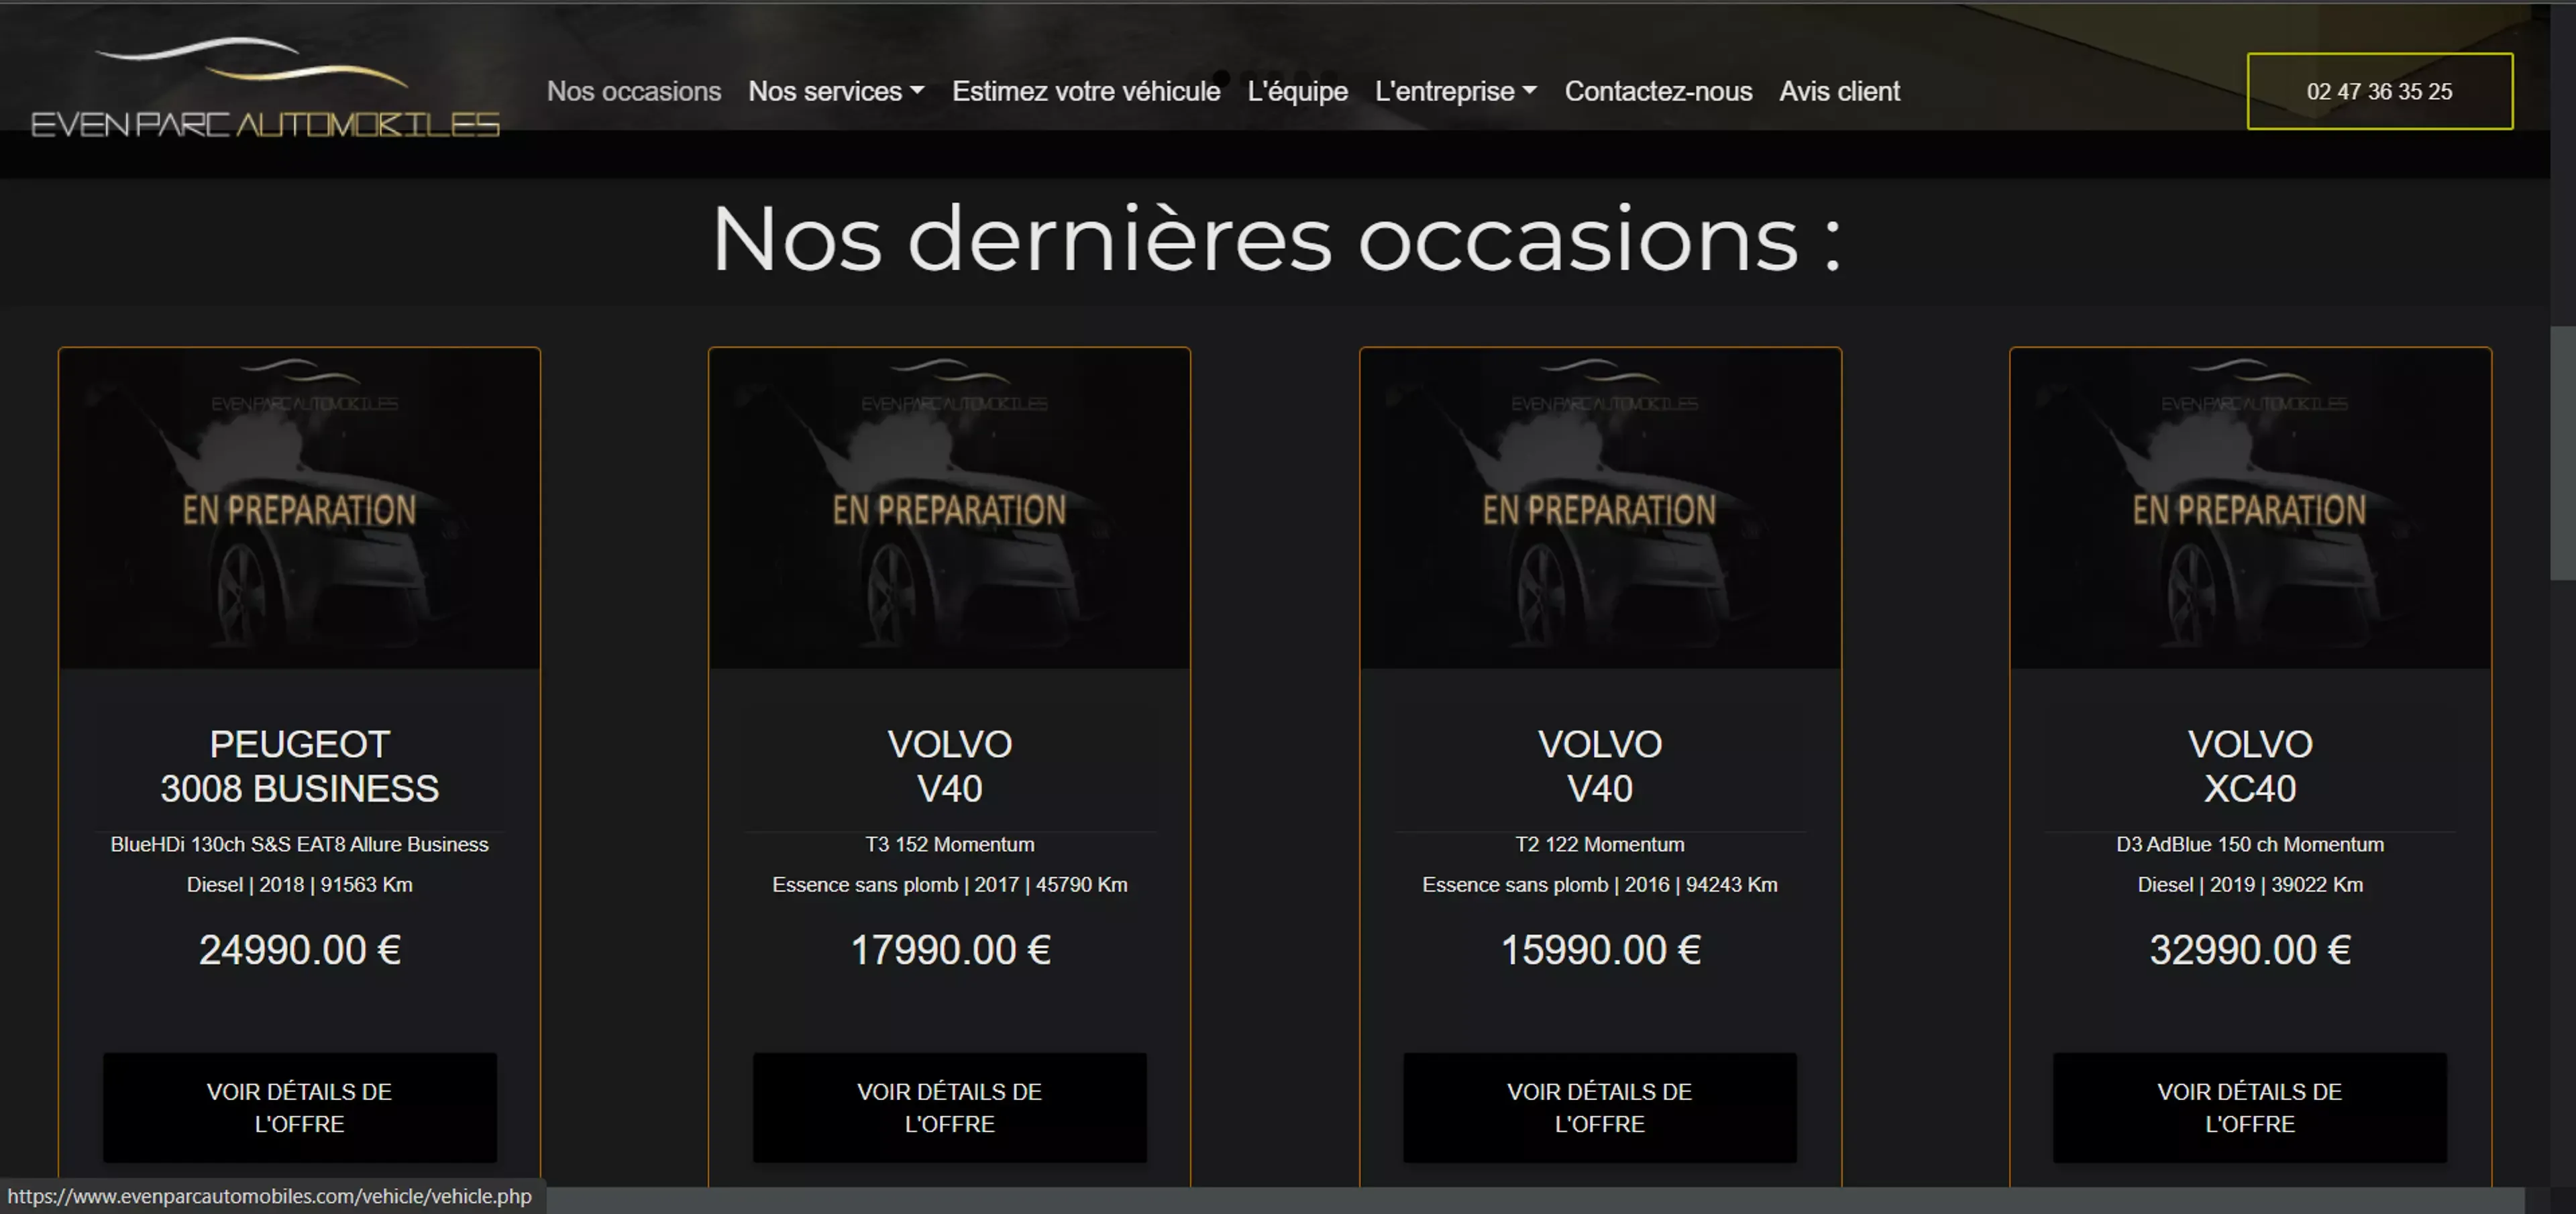 EVEN PARC AUTOMOBILES
Nos occasions Nos services Estimez votre véhicule L'équipe L'entreprise Contactez-nous Avis client
02 47 36 35 25
Nos dernières occasions :
EVEN PARC AUTOMOBILES
EN PREPARATION
PEUGEOT
3008 BUSINESS
BlueHDi 130ch S&S EAT8 Allure Business
Diesel | 2018 | 91563 Km
24990.00 €
VOIR DÉTAILS DE
L'OFFRE
EVEN PARC AUTOMOBILES
EN PREPARATION
VOLVO
V40
T3 152 Momentum
Essence sans plomb | 2017 | 45790 Km
17990.00 €
VOIR DÉTAILS DE
L'OFFRE
EVEN PARC AUTOMOBILES
EN PREPARATION
VOLVO
V40
T2 122 Momentum
Essence sans plomb | 2016 | 94243 Km
15990.00 €
VOIR DÉTAILS DE
L'OFFRE
EVEN PARC AUTOMOBILES
EN PREPARATION
VOLVO
XC40
D3 AdBlue 150 ch Momentum
Diesel | 2019 | 39022 Km
32990.00 €
VOIR DÉTAILS DE
L'OFFRE
https://www.evenparcautomobiles.com/vehicle/vehicle.php